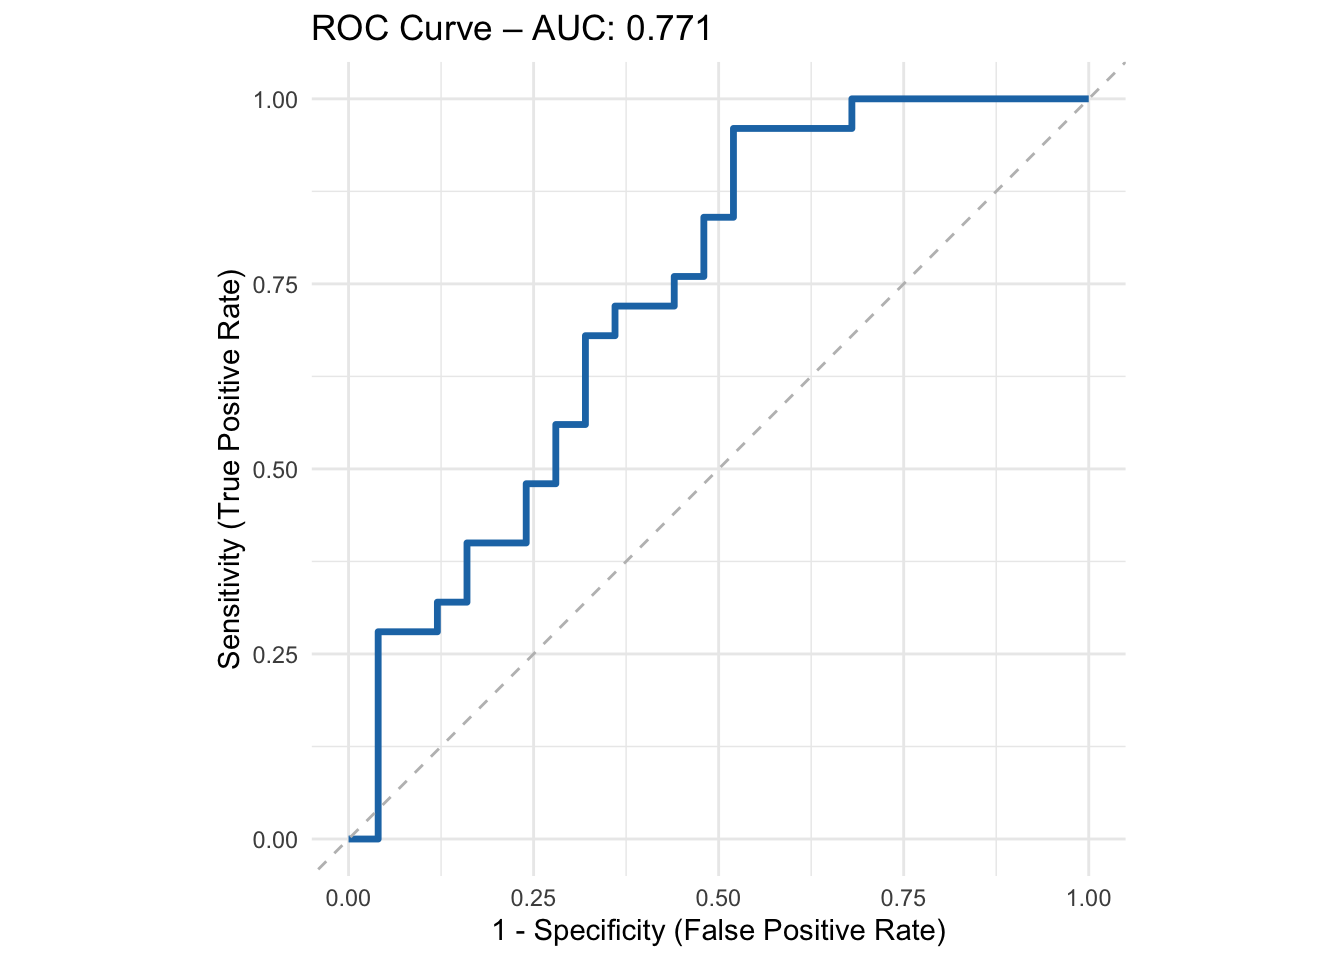 ROC Curve – AUC: 0.771
Sensitivity (True Positive Rate)
1.00
0.75
0.50
0.25
0.00
0.00 0.25 0.50 0.75 1.00
1 - Specificity (False Positive Rate)